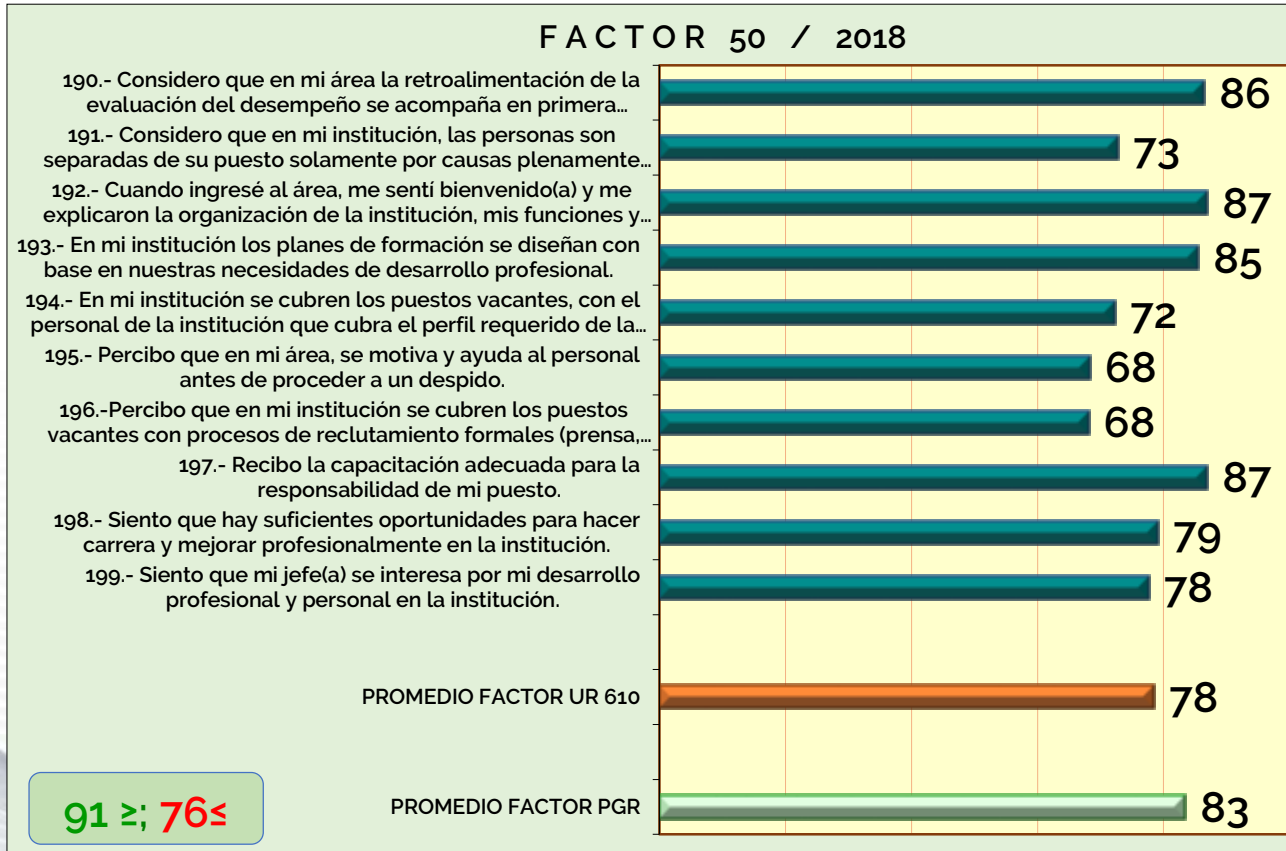 FACTOR 50 / 2018
190.- Considero que en mi área la retroalimentación de la
evaluación del desempeño se acompaña en primera...
86
191.- Considero que en mi institución, las personas son
separadas de su puesto solamente por causas plenamente...
73
192.- Cuando ingresé al área, me sentí bienvenido(a) y me
explicaron la organización de la institución, mis funciones y...
87
193.- En mi institución los planes de formación se diseñan con
base en nuestras necesidades de desarrollo profesional.
85
194.- En mi institución se cubren los puestos vacantes, con el
personal de la institución que cubra el perfil requerido de la...
72
195.- Percibo que en mi área, se motiva y ayuda al personal
antes de proceder a un despido.
68
196.-Percibo que en mi institución se cubren los puestos
vacantes con procesos de reclutamiento formales (prensa,...
68
197.- Recibo la capacitación adecuada para la
responsabilidad de mi puesto.
87
198.- Siento que hay suficientes oportunidades para hacer
carrera y mejorar profesionalmente en la institución.
79
199.- Siento que mi jefe(a) se interesa por mi desarrollo
profesional y personal en la institución.
78
PROMEDIO FACTOR UR 610
78
PROMEDIO FACTOR PGR
83
91 ≥; 76≤